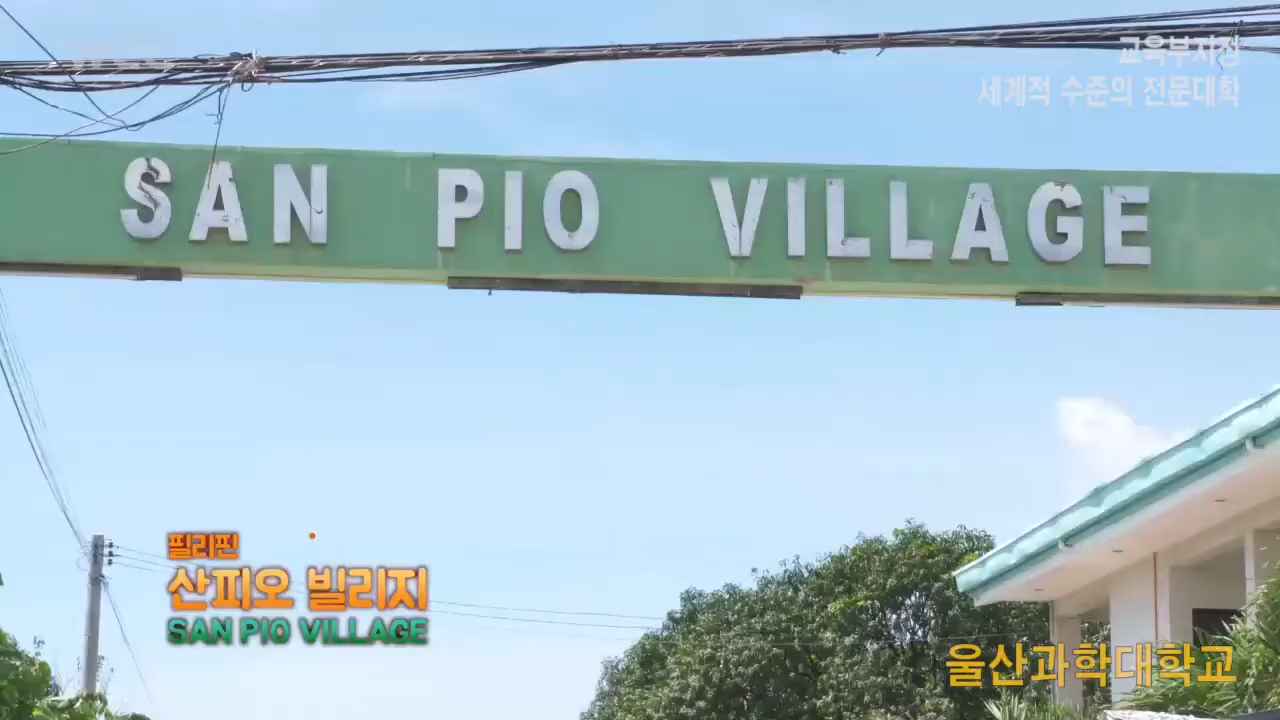 교육부지정
세계적 수준의 전문대학
SAN PIO VILLAGE
필리핀
산피오 빌리지
SAN PIO VILLAGE
울산과학대학교